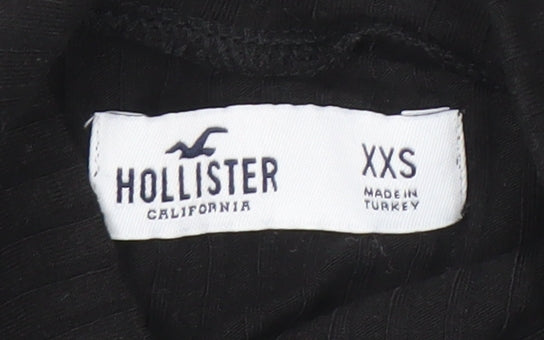 HOLLISTER
CALIFORNIA
XXS
MADE IN
TURKEY